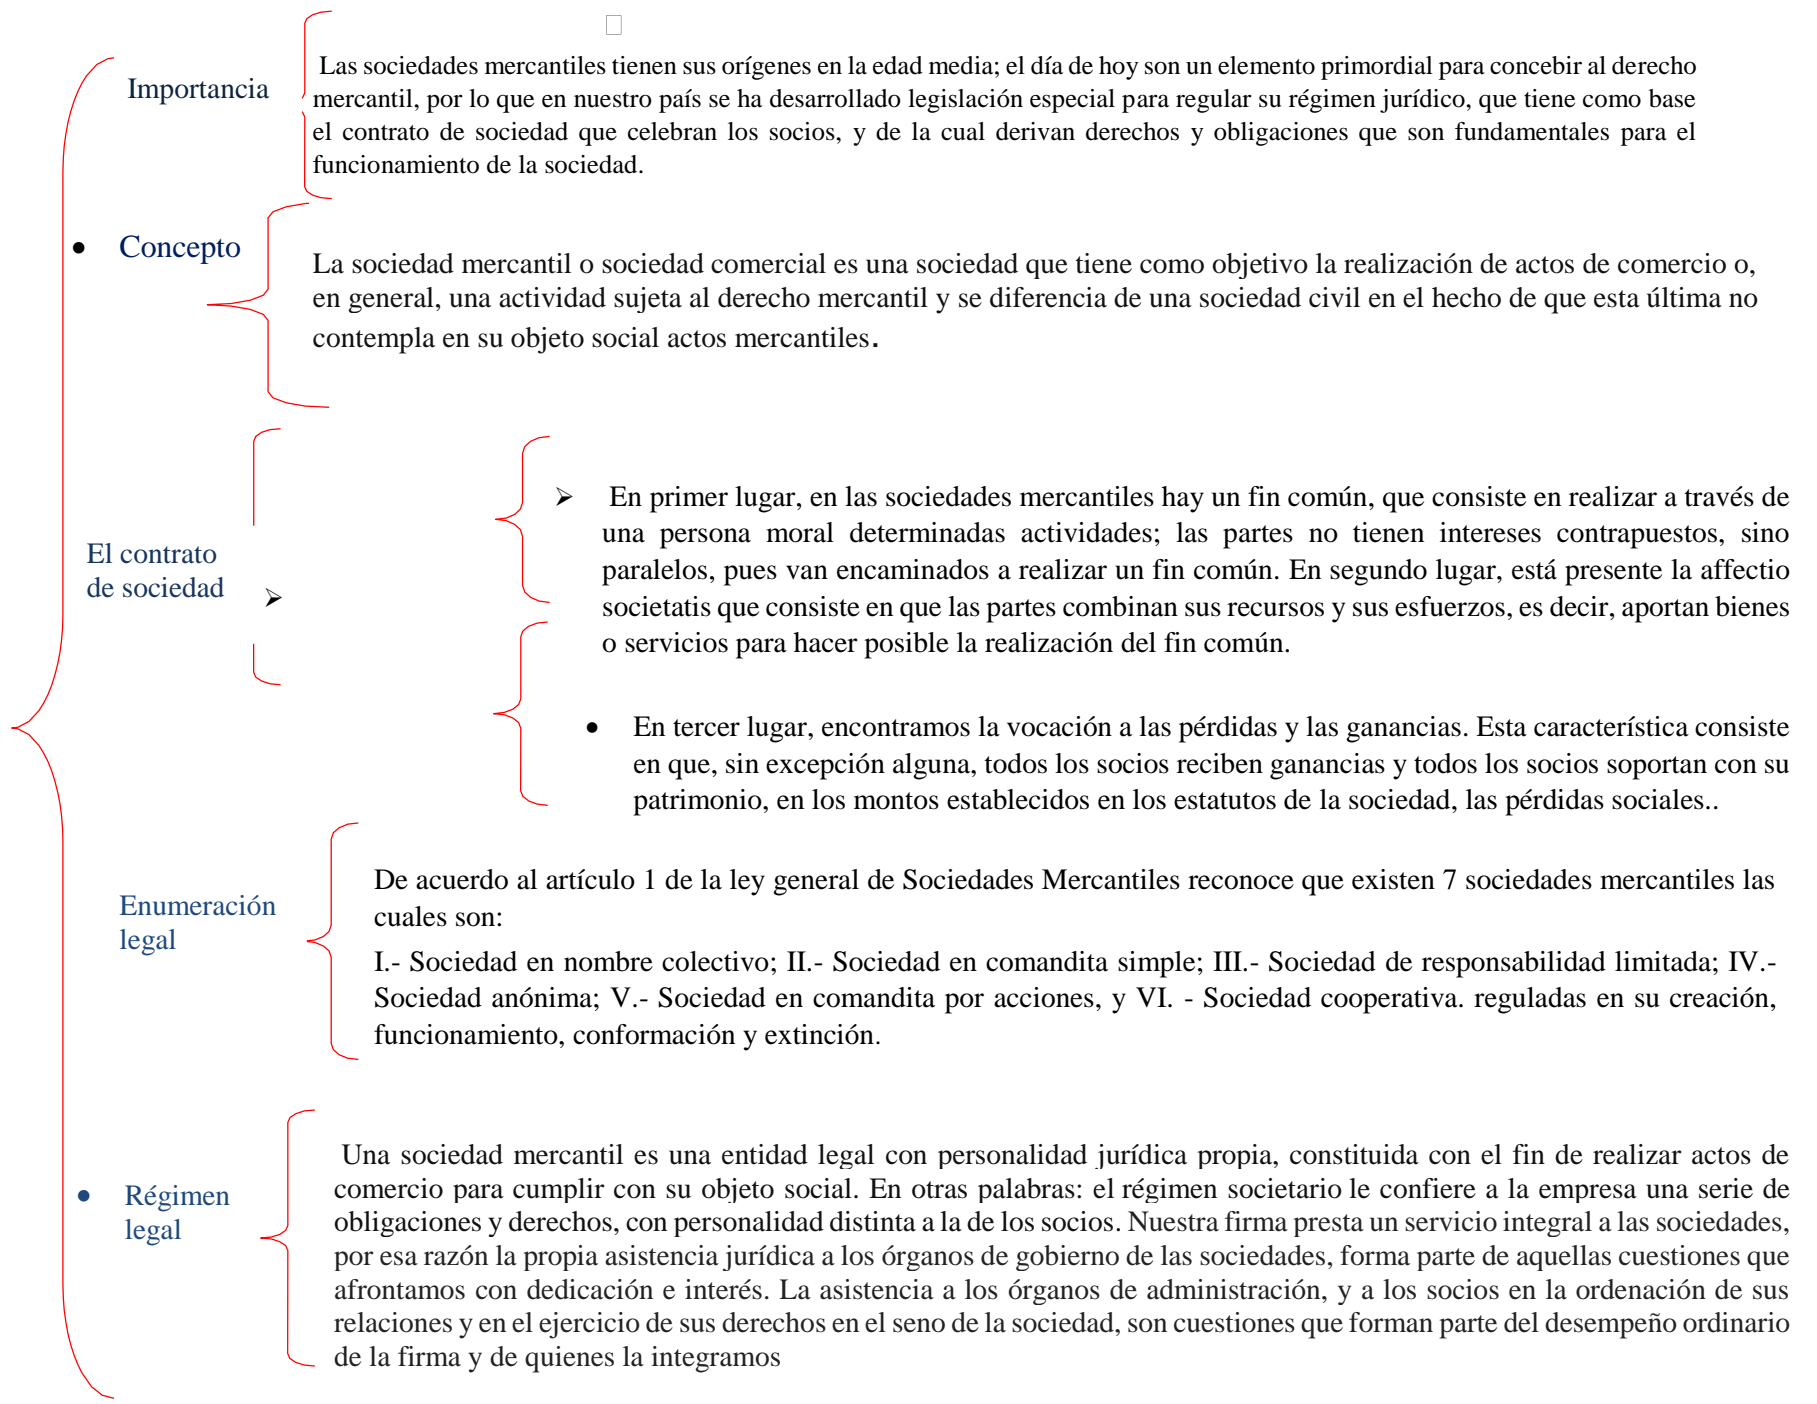 Importancia
Las sociedades mercantiles tienen sus orígenes en la edad media; el día de hoy son un elemento primordial para concebir al derecho
mercantil, por lo que en nuestro país se ha desarrollado legislación especial para regular su régimen jurídico, que tiene como base
el contrato de sociedad que celebran los socios, y de la cual derivan derechos y obligaciones que son fundamentales para el
funcionamiento de la sociedad.
• Concepto
La sociedad mercantil o sociedad comercial es una sociedad que tiene como objetivo la realización de actos de comercio o,
en general, una actividad sujeta al derecho mercantil y se diferencia de una sociedad civil en el hecho de que esta última no
contempla en su objeto social actos mercantiles.
El contrato
de sociedad
➢ En primer lugar, en las sociedades mercantiles hay un fin común, que consiste en realizar a través de
una persona moral determinadas actividades; las partes no tienen intereses contrapuestos, sino
paralelos, pues van encaminados a realizar un fin común. En segundo lugar, está presente la affectio
societatis que consiste en que las partes combinan sus recursos y sus esfuerzos, es decir, aportan bienes
o servicios para hacer posible la realización del fin común.
• En tercer lugar, encontramos la vocación a las pérdidas y las ganancias. Esta característica consiste
en que, sin excepción alguna, todos los socios reciben ganancias y todos los socios soportan con su
patrimonio, en los montos establecidos en los estatutos de la sociedad, las pérdidas sociales..
Enumeración
legal
De acuerdo al artículo 1 de la ley general de Sociedades Mercantiles reconoce que existen 7 sociedades mercantiles las
cuales son:
I.- Sociedad en nombre colectivo; II.- Sociedad en comandita simple; III.- Sociedad de responsabilidad limitada; IV.-
Sociedad anónima; V.- Sociedad en comandita por acciones, y VI. - Sociedad cooperativa. reguladas en su creación,
funcionamiento, conformación y extinción.
• Régimen
legal
Una sociedad mercantil es una entidad legal con personalidad jurídica propia, constituida con el fin de realizar actos de
comercio para cumplir con su objeto social. En otras palabras: el régimen societario le confiere a la empresa una serie de
obligaciones y derechos, con personalidad distinta a la de los socios. Nuestra firma presta un servicio integral a las sociedades,
por esa razón la propia asistencia jurídica a los órganos de gobierno de las sociedades, forma parte de aquellas cuestiones que
afrontamos con dedicación e interés. La asistencia a los órganos de administración, y a los socios en la ordenación de sus
relaciones y en el ejercicio de sus derechos en el seno de la sociedad, son cuestiones que forman parte del desempeño ordinario
de la firma y de quienes la integramos